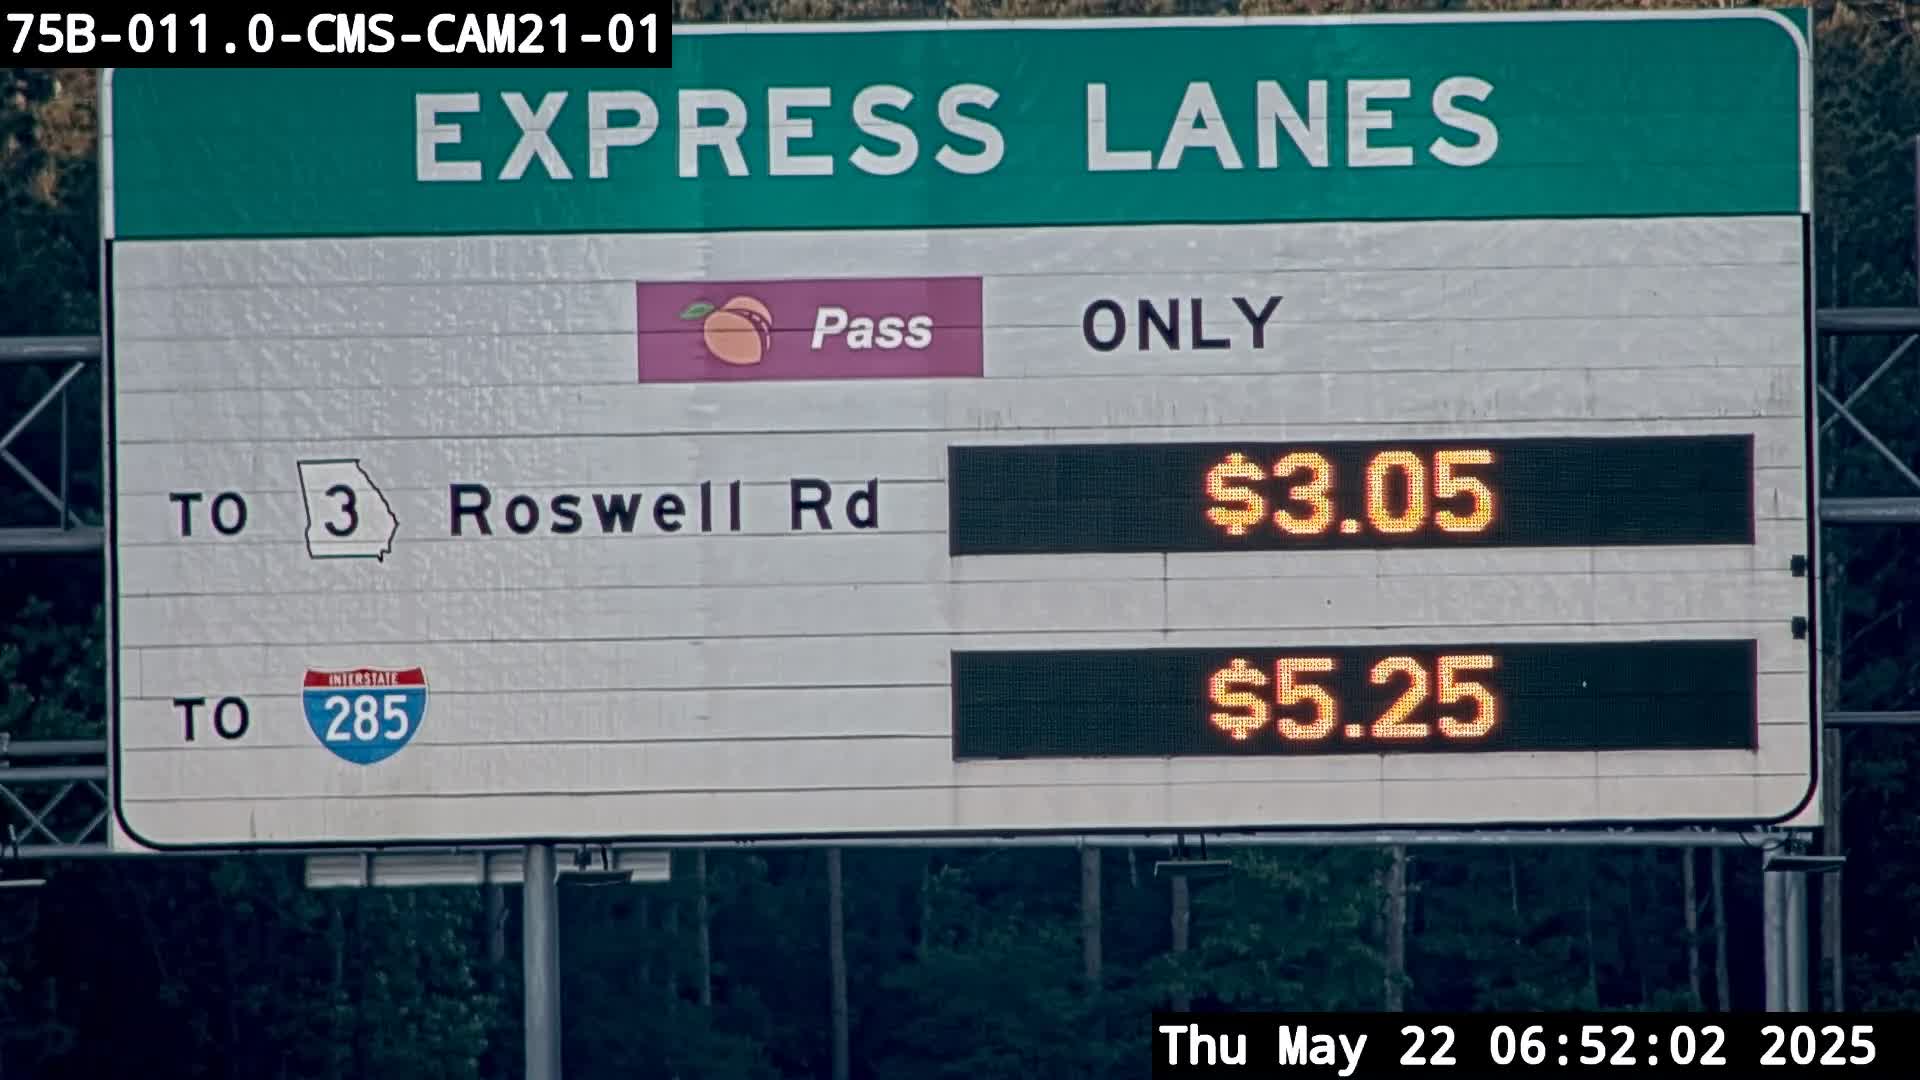 75B-011.0-CMS-CAM21-01
EXPRESS LANES
Pass ONLY
TO 3 Roswell Rd $3.05
INTERSTATE
TO 285 $5.25
Thu May 22 06:52:02 2025